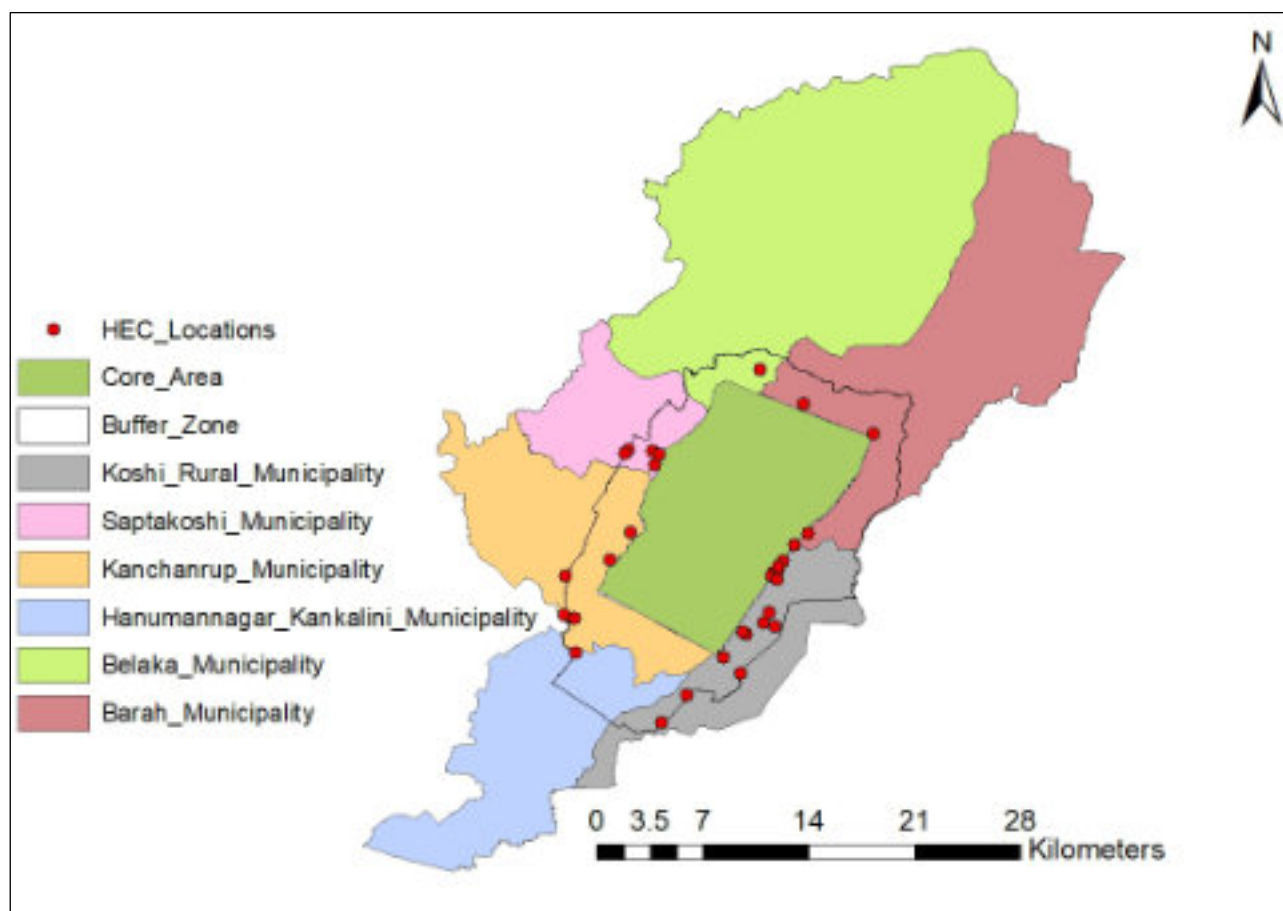 N
HEC_Locations
Core_Area
Buffer_Zone
Koshi_Rural_Municipality
Saptakoshi_Municipality
Kanchanrup_Municipality
Hanumannagar_Kankalini_Municipality
Belaka_Municipality
Barah_Municipality
0 3.5 7 14 21 28
Kilometers